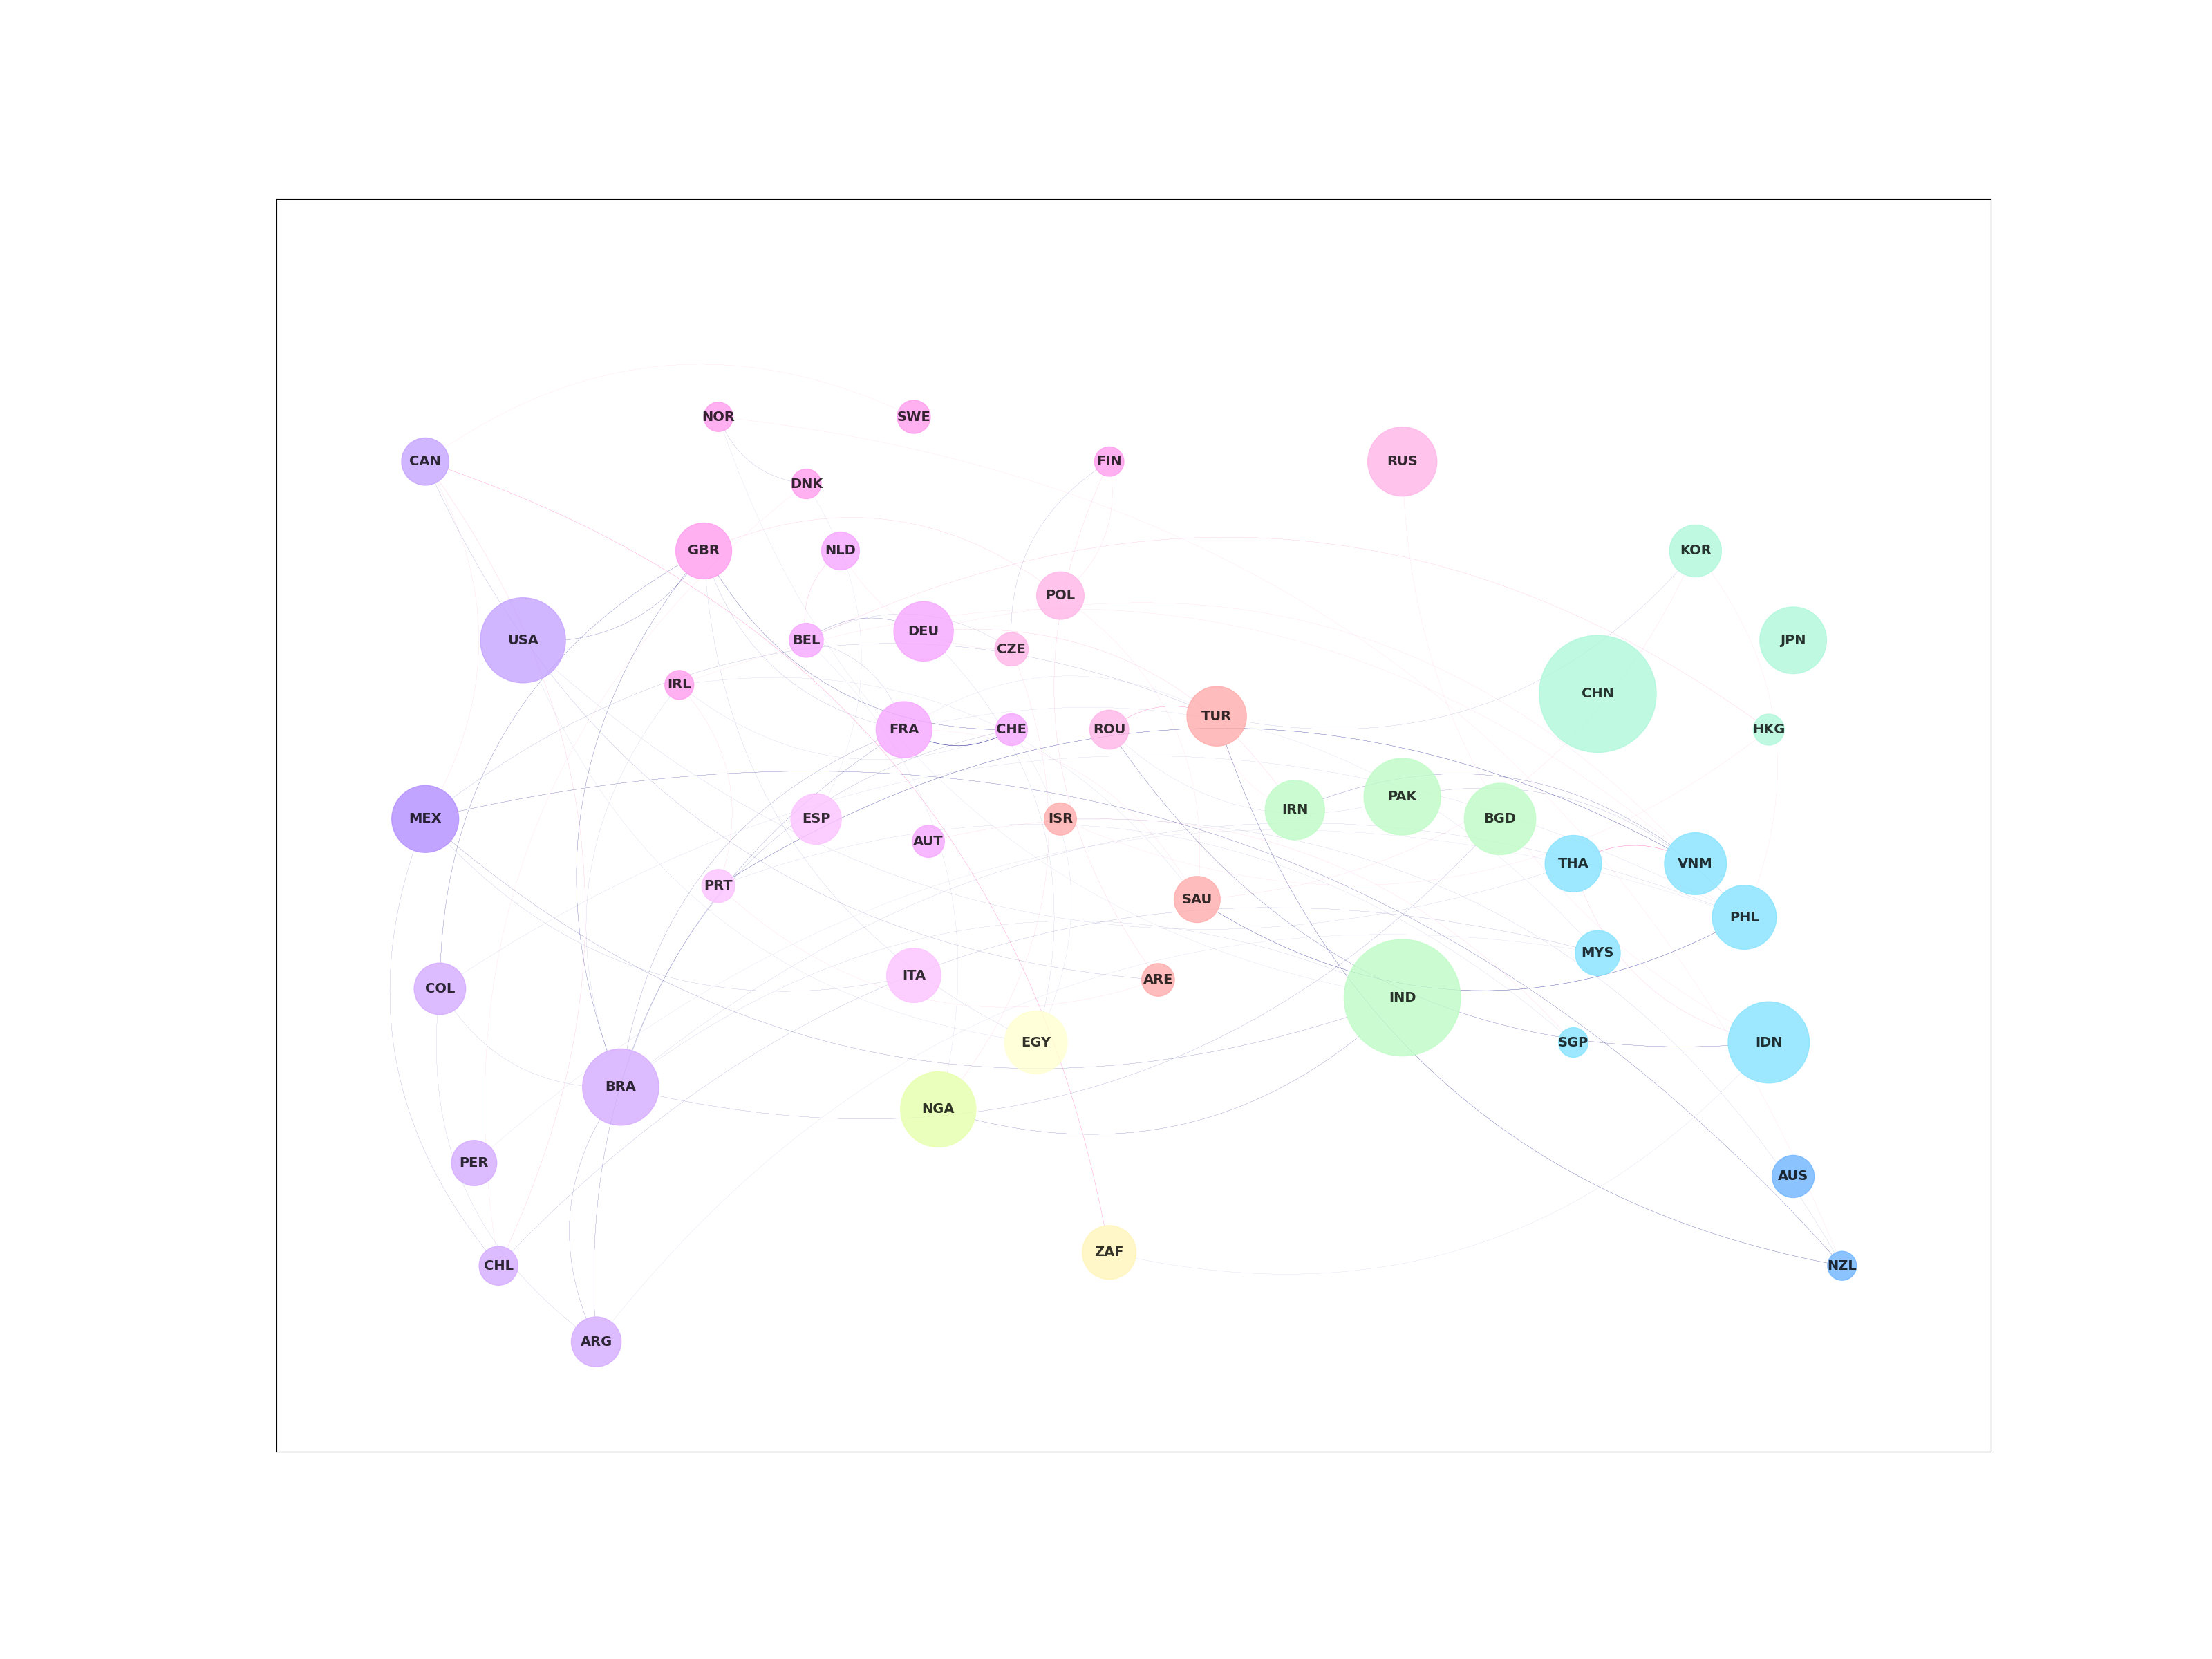 NOR
SWE
CAN
FIN
RUS
DNK
GBR
NLD
KOR
POL
USA
BEL
DEU
CZE
JPN
IRL
CHN
FRA
CHE
ROU
TUR
HKG
MEX
ESP
AUT
ISR
IRN
PAK
BGD
THA
VNM
PRT
SAU
PHL
COL
ITA
ARE
MYS
IND
EGY
SGP
IDN
BRA
NGA
PER
AUS
CHL
ZAF
NZL
ARG